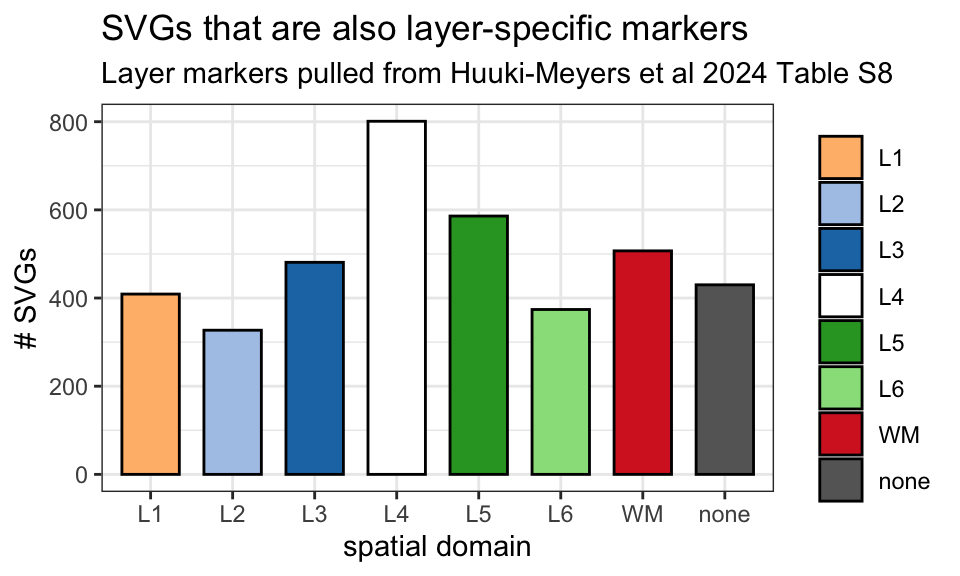 SVGs that are also layer-specific markers
Layer markers pulled from Huuki-Meyers et al 2024 Table S8
# SVGs
800
600
400
200
0
L1 L2 L3 L4 L5 L6 WM none
spatial domain
L1
L2
L3
L4
L5
L6
WM
none